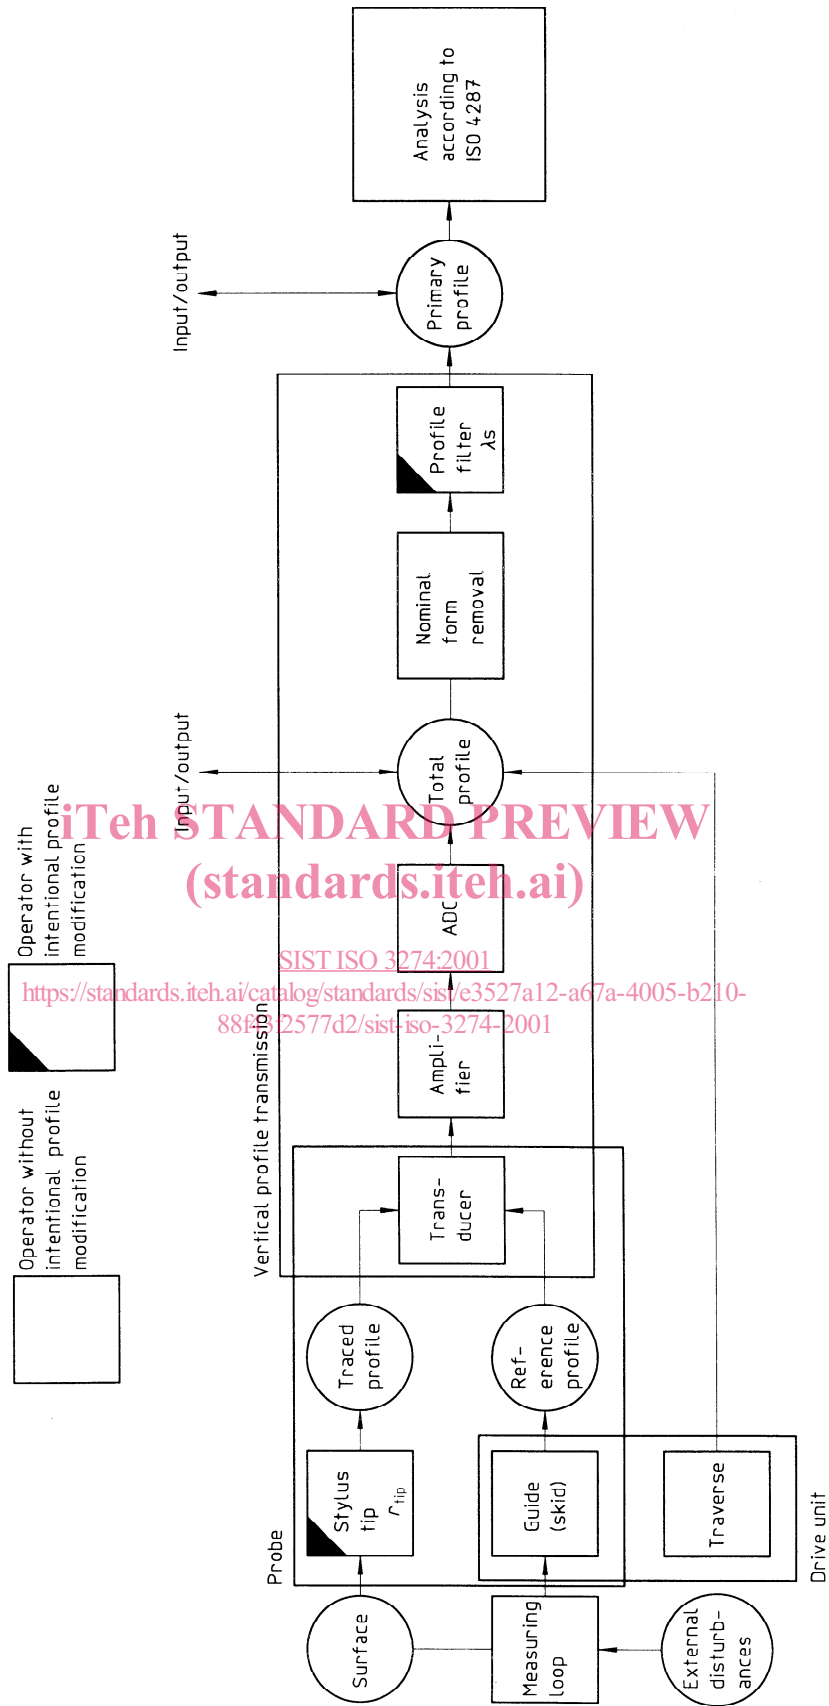 Operator without
intentional profile
modification
Operator with
intentional profile
modification
Input/output
Input/output
Vertical profile transmission
Probe
Surface
Stylus
tip
r tip
Traced
profile
Trans-
ducer
Ampli-
fier
ADC
Total
profile
Nominal
form
removal
Profile
filter
λs
Primary
profile
Analysis
according to
ISO 4287
Measuring
loop
Guide
(skid)
Ref-
erence
profile
External
disturb-
ances
Traverse
Drive unit
iTeh STANDARD PREVIEW
(standards.iteh.ai)
SIST ISO 3274:2001
https://standards.iteh.ai/catalog/standards/sist/e3527a12-a67a-4005-b210-
88f43f2577d2/sist-iso-3274-2001